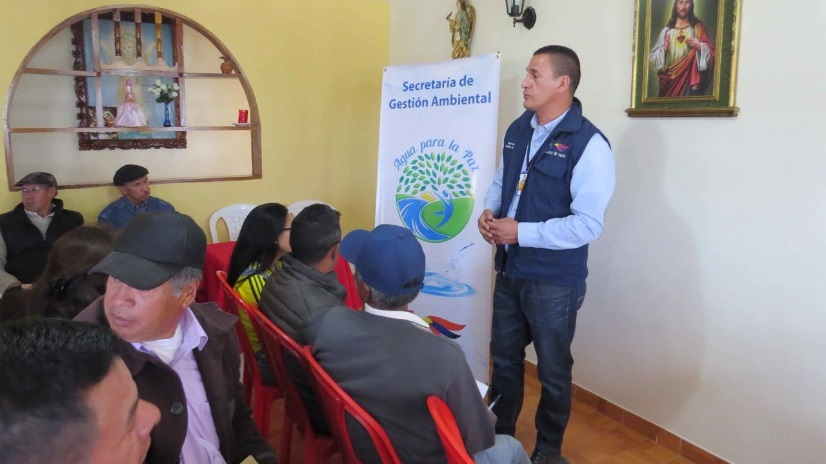 Secretaría de
Gestión Ambiental
Agua para la Paz